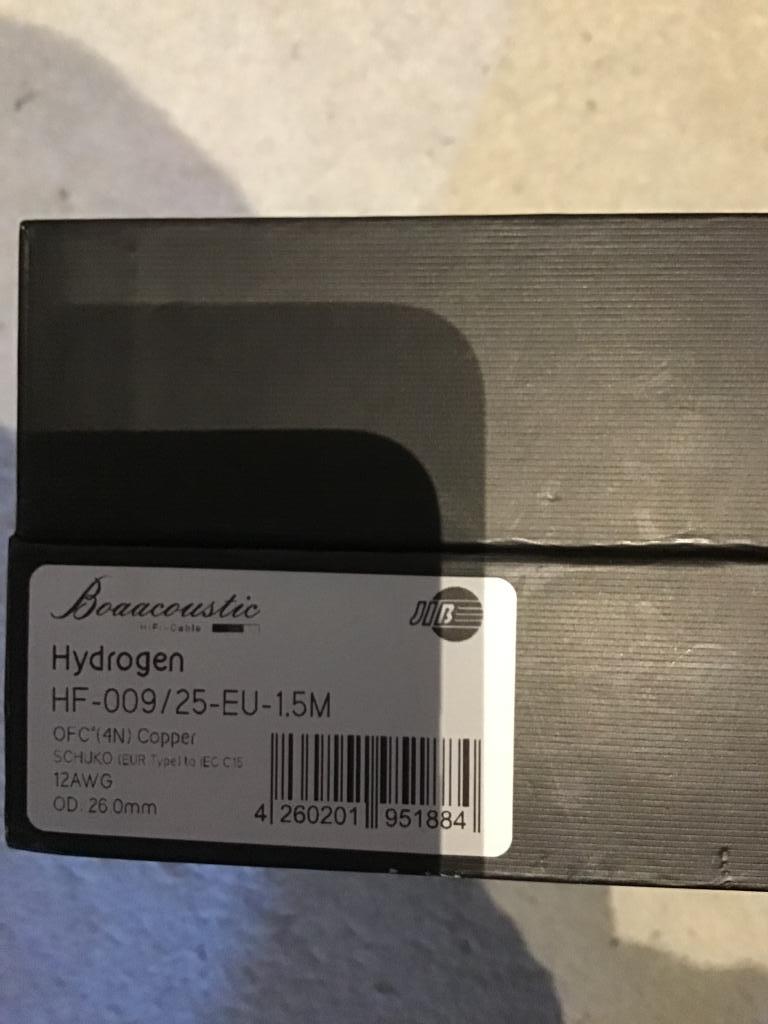 Boaacoustic
HiFi-Cable
JIB
Hydrogen
HF-009/25-EU-1.5M
OFC*(4N) Copper
SCHUKO (EUR Type) to IEC C15
12AWG
OD. 26.0mm
4 260201 951884